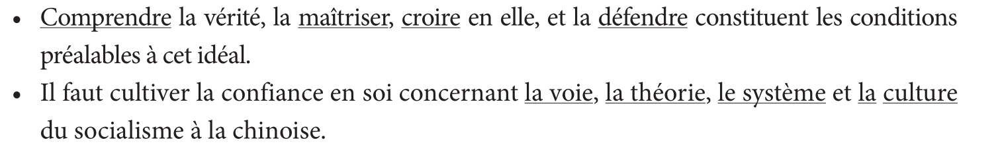 • Comprendre la vérité, la maîtriser, croire en elle, et la défendre constituent les conditions
préalables à cet idéal.
• Il faut cultiver la confiance en soi concernant la voie, la théorie, le système et la culture
du socialisme à la chinoise.